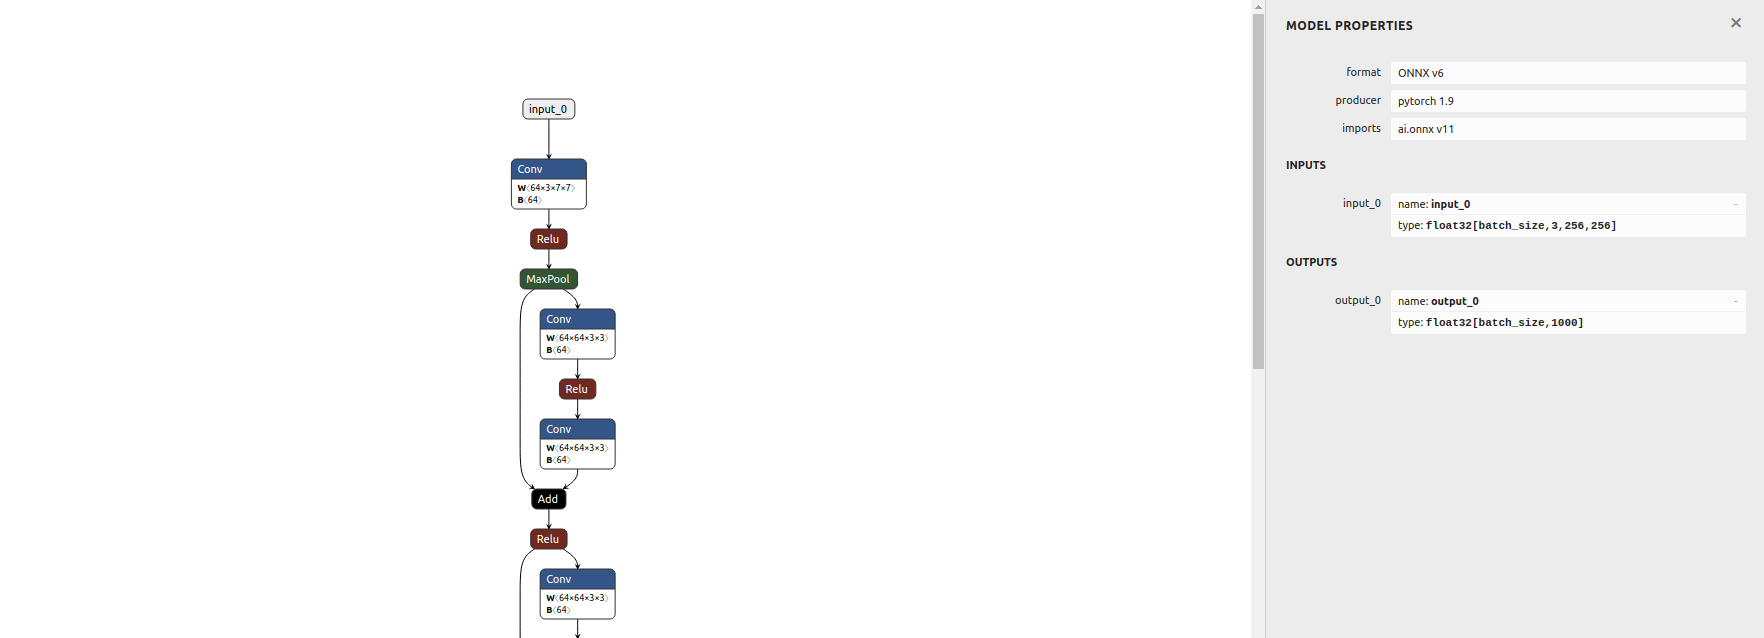 input_0
Conv
W⟨64×3×7×7⟩
B⟨64⟩
Relu
MaxPool
Conv
W⟨64×64×3×3⟩
B⟨64⟩
Relu
Conv
W⟨64×64×3×3⟩
B⟨64⟩
Add
Relu
Conv
W⟨64×64×3×3⟩
B⟨64⟩
MODEL PROPERTIES
format ONNX v6
producer pytorch 1.9
imports ai.onnx v11
INPUTS
input_0 name: input_0 -
type: float32[batch_size,3,256,256]
OUTPUTS
output_0 name: output_0 -
type: float32[batch_size,1000]